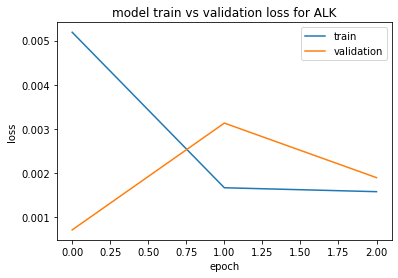 model train vs validation loss for ALK
train
validation
loss
0.005
0.004
0.003
0.002
0.001
0.00 0.25 0.50 0.75 1.00 1.25 1.50 1.75 2.00
epoch